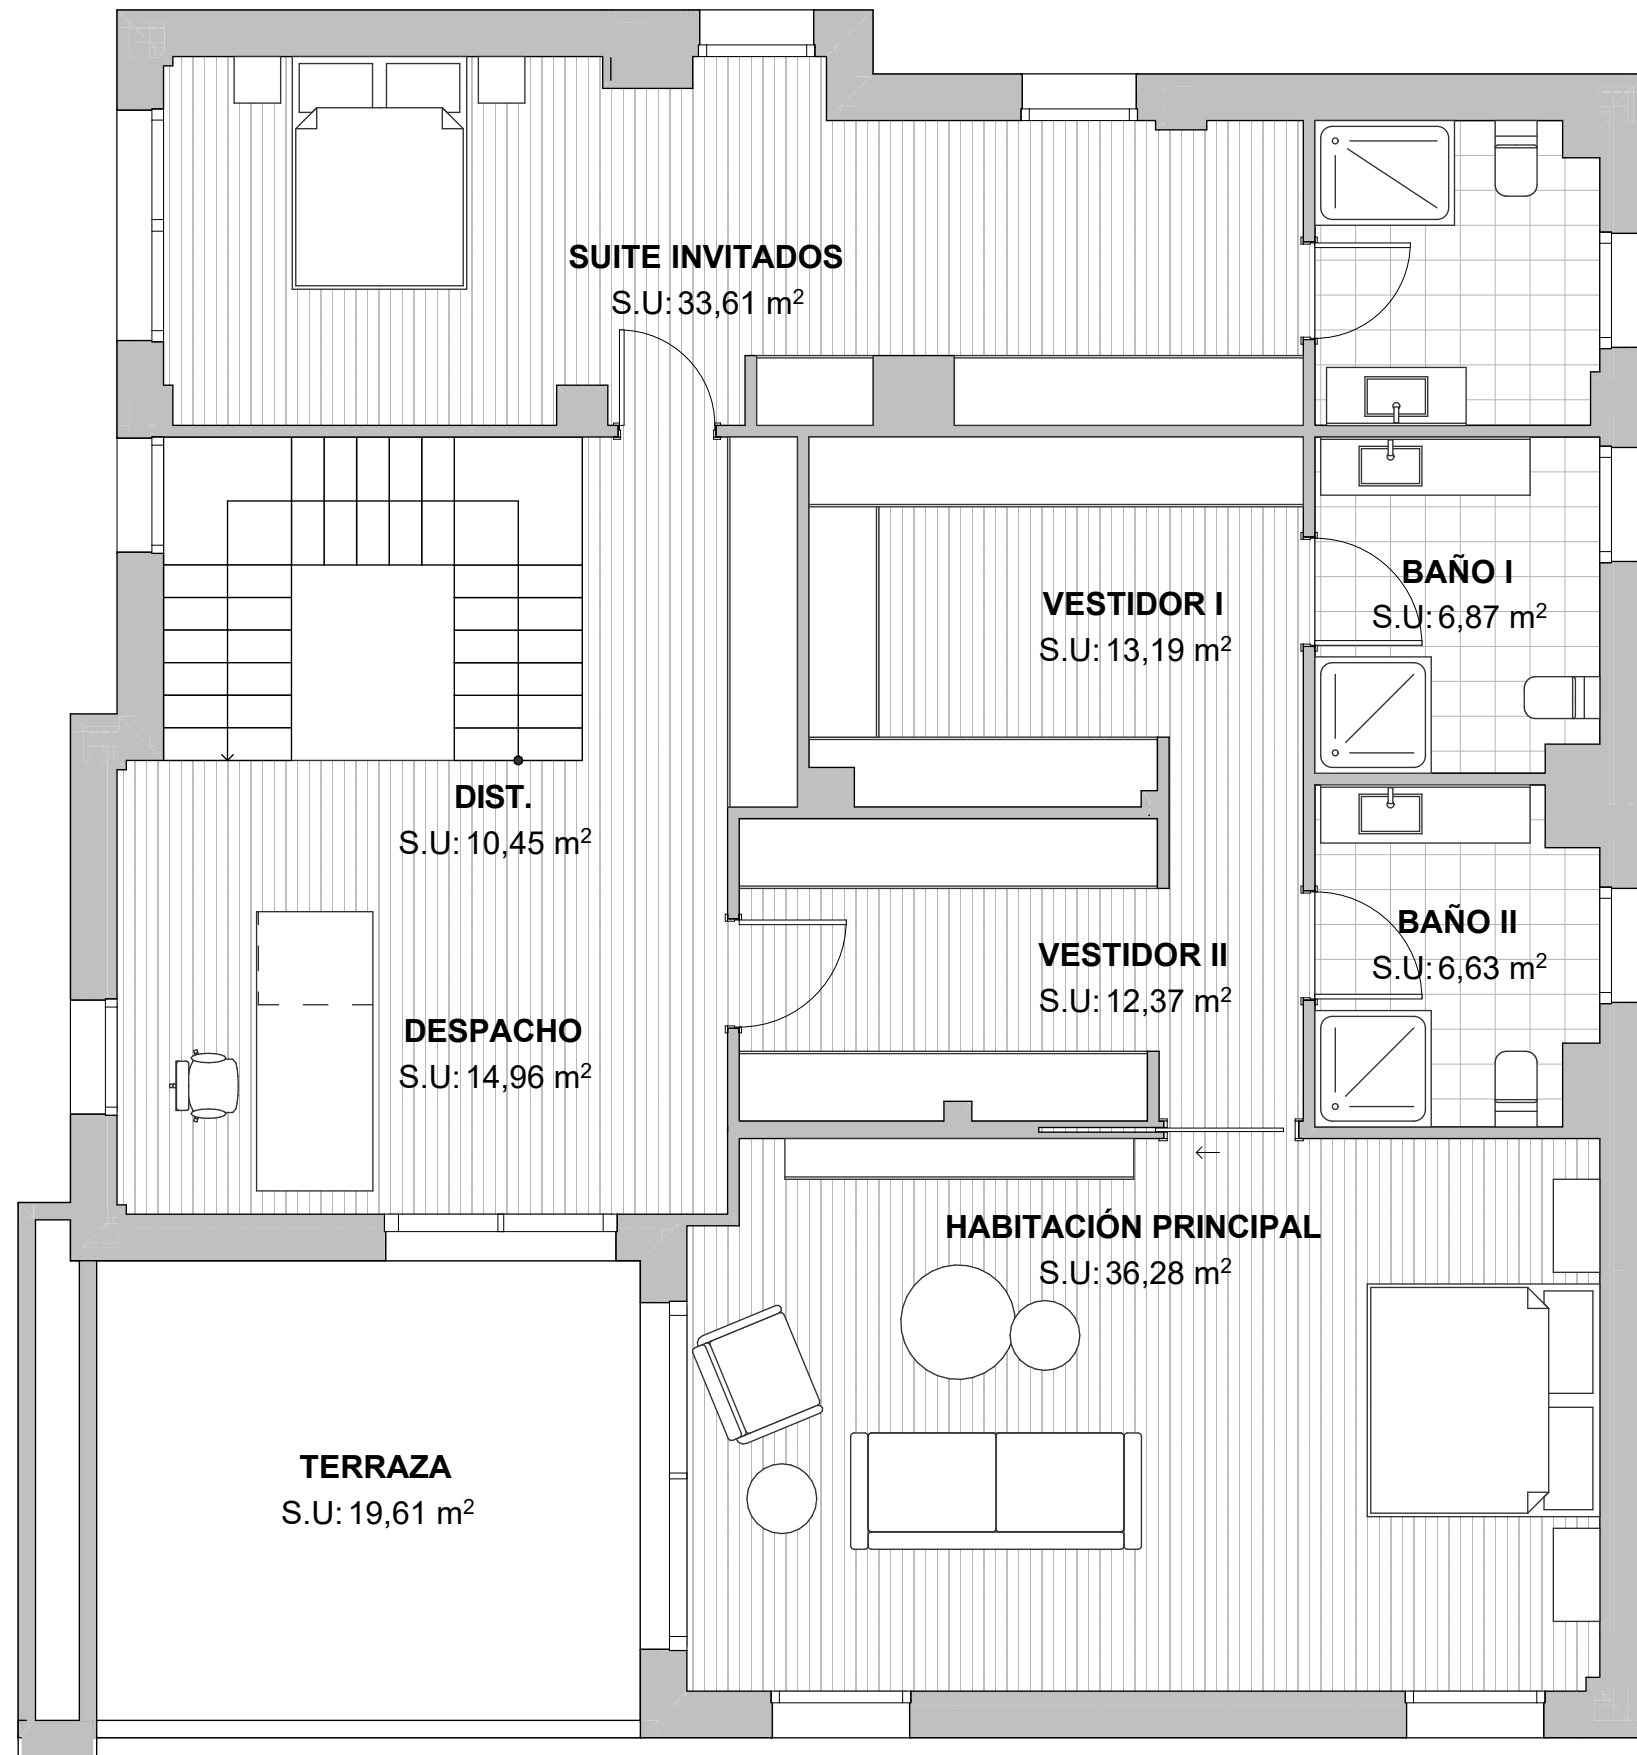 SUITE INVITADOS
S.U: 33,61 m²
BAÑO I
S.U: 6,87 m²
VESTIDOR I
S.U: 13,19 m²
DIST.
S.U: 10,45 m²
BAÑO II
S.U: 6,63 m²
VESTIDOR II
S.U: 12,37 m²
DESPACHO
S.U: 14,96 m²
HABITACIÓN PRINCIPAL
S.U: 36,28 m²
TERRAZA
S.U: 19,61 m²